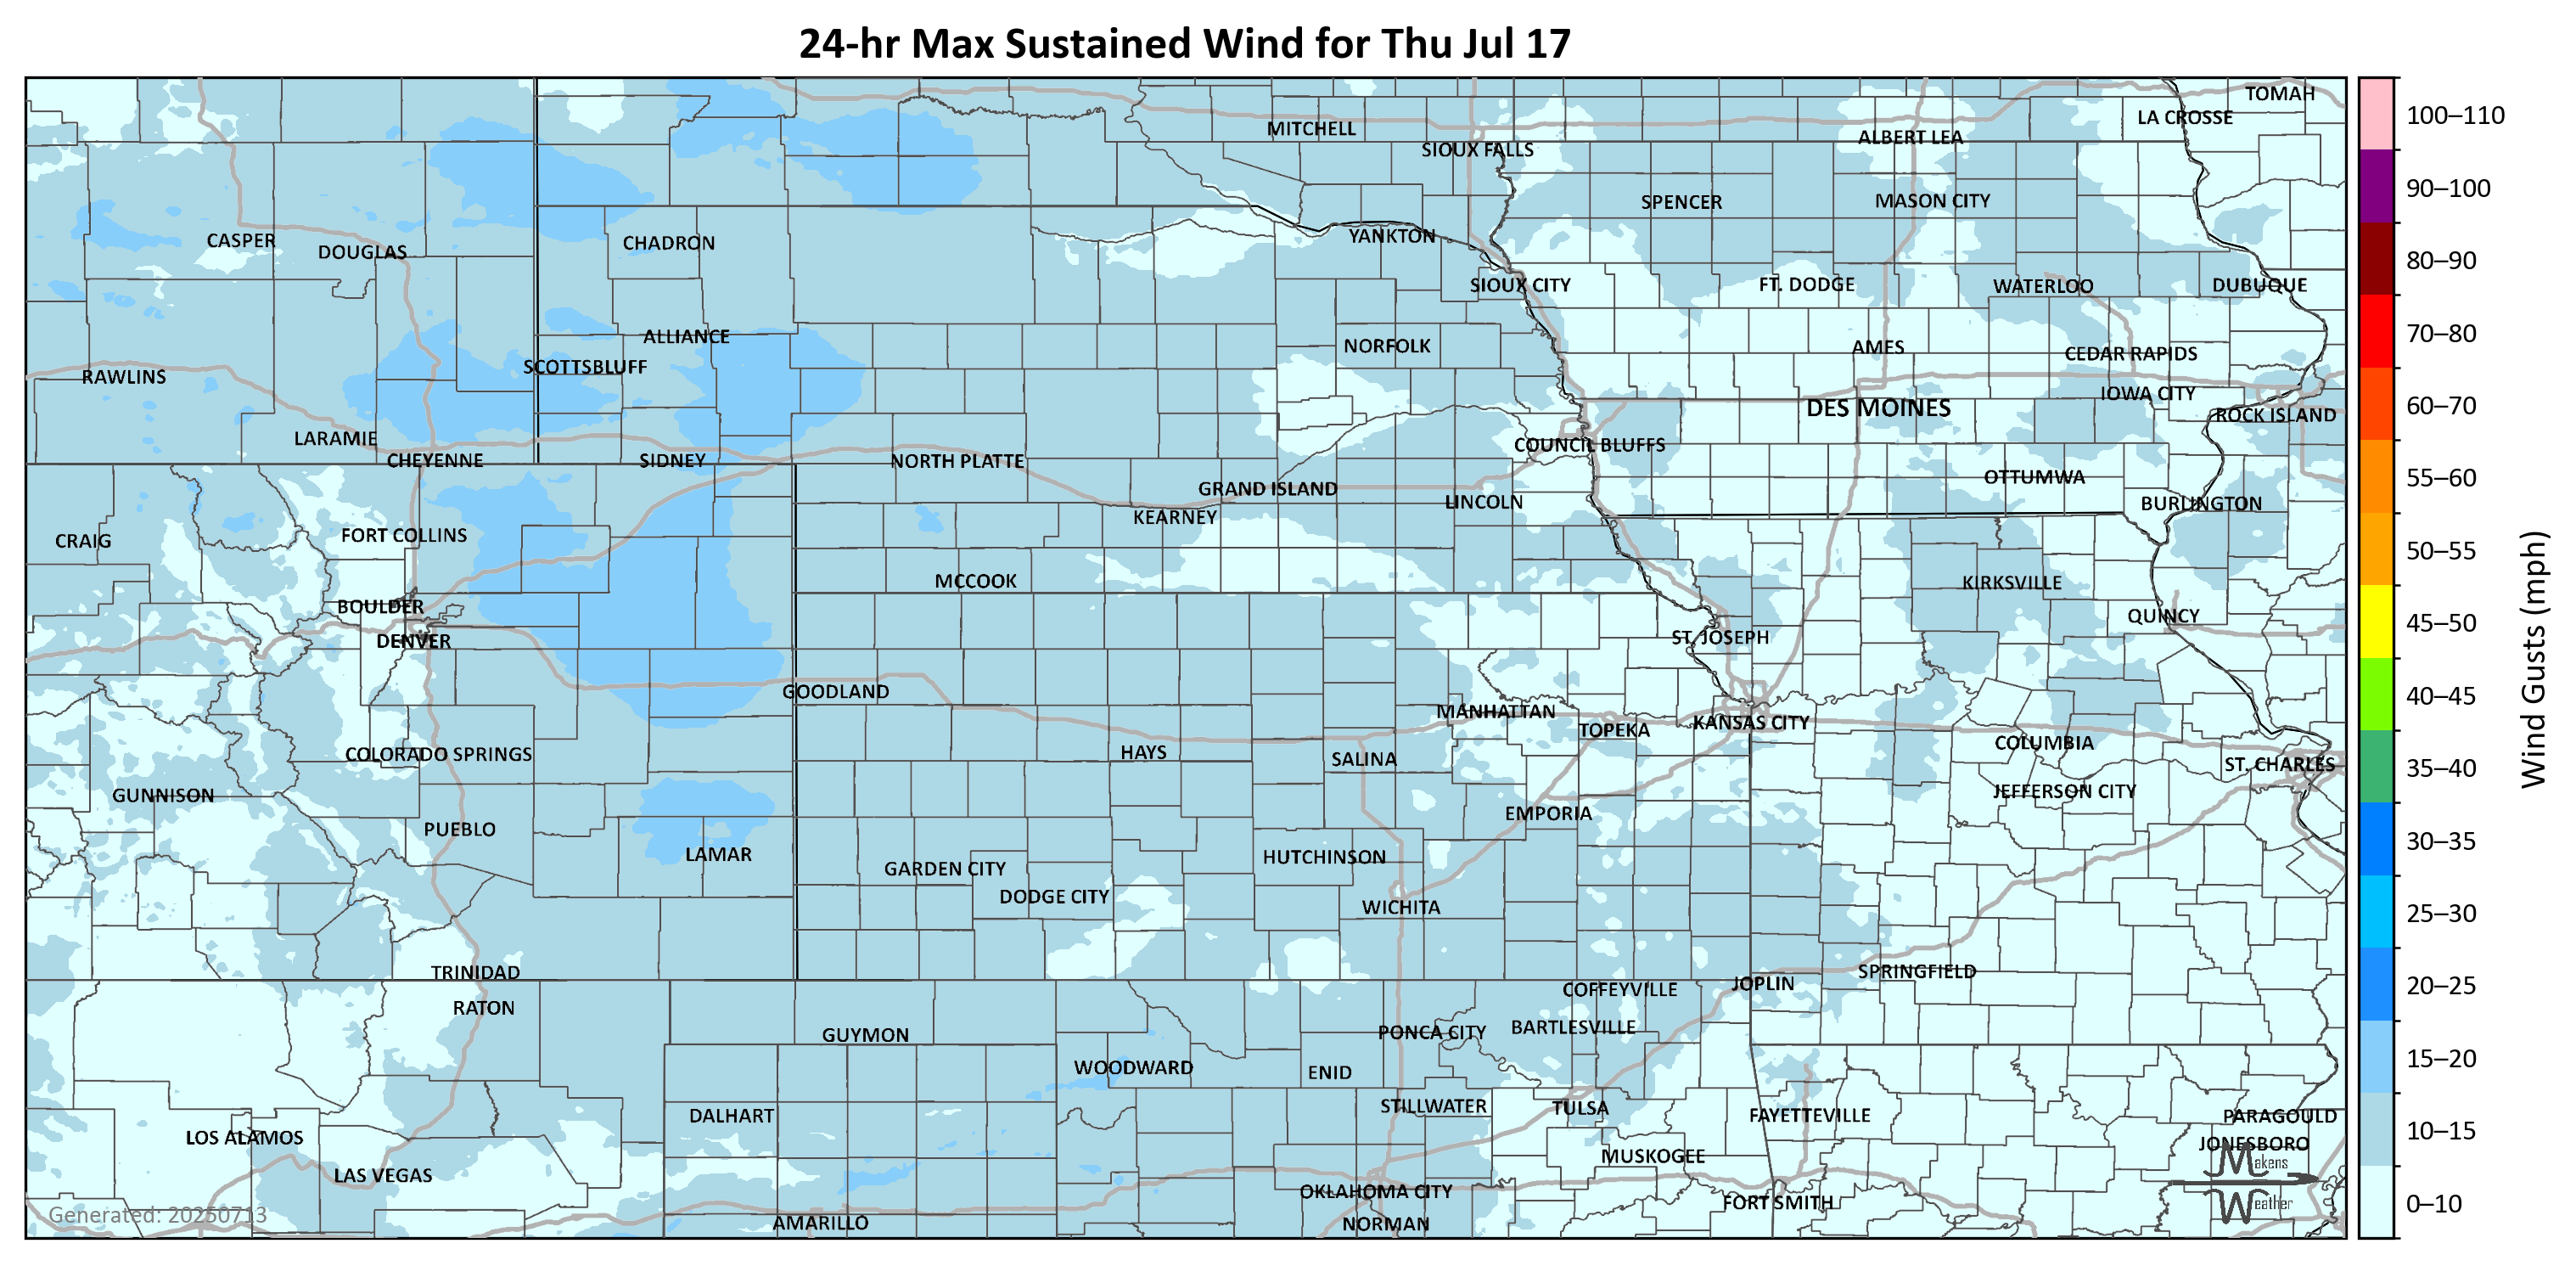 24-hr Max Sustained Wind for Thu Jul 17
TOMAH
LA CROSSE
MITCHELL
ALBERT LEA
SIOUX FALLS
SPENCER
MASON CITY
CASPER
DOUGLAS
CHADRON
YANKTON
SIOUX CITY
FT. DODGE
WATERLOO
DUBUQUE
ALLIANCE
NORFOLK
AMES
CEDAR RAPIDS
SCOTTSBLUFF
RAWLINS
IOWA CITY
DES MOINES
ROCK ISLAND
LARAMIE
COUNCIL BLUFFS
CHEYENNE
SIDNEY
NORTH PLATTE
OTTUMWA
GRAND ISLAND
LINCOLN
BURLINGTON
KEARNEY
CRAIG
FORT COLLINS
MCCOOK
KIRKSVILLE
BOULDER
QUINCY
DENVER
ST. JOSEPH
GOODLAND
MANHATTAN
TOPEKA
KANSAS CITY
COLORADO SPRINGS
HAYS
SALINA
COLUMBIA
ST. CHARLES
GUNNISON
JEFFERSON CITY
PUEBLO
EMPORIA
LAMAR
HUTCHINSON
GARDEN CITY
DODGE CITY
WICHITA
TRINIDAD
SPRINGFIELD
JOPLIN
COFFEYVILLE
RATON
GUYMON
PONCA CITY
BARTLESVILLE
WOODWARD
ENID
DALHART
STILLWATER
TULSA
FAYETTEVILLE
PARAGOULD
LOS ALAMOS
JONESBORO
LAS VEGAS
MUSKOGEE
OKLAHOMA CITY
FORT SMITH
AMARILLO
NORMAN
Generated: 20250713
Makens
Weather
100–110
90–100
80–90
70–80
60–70
55–60
50–55
45–50
40–45
35–40
30–35
25–30
20–25
15–20
10–15
0–10
Wind Gusts (mph)